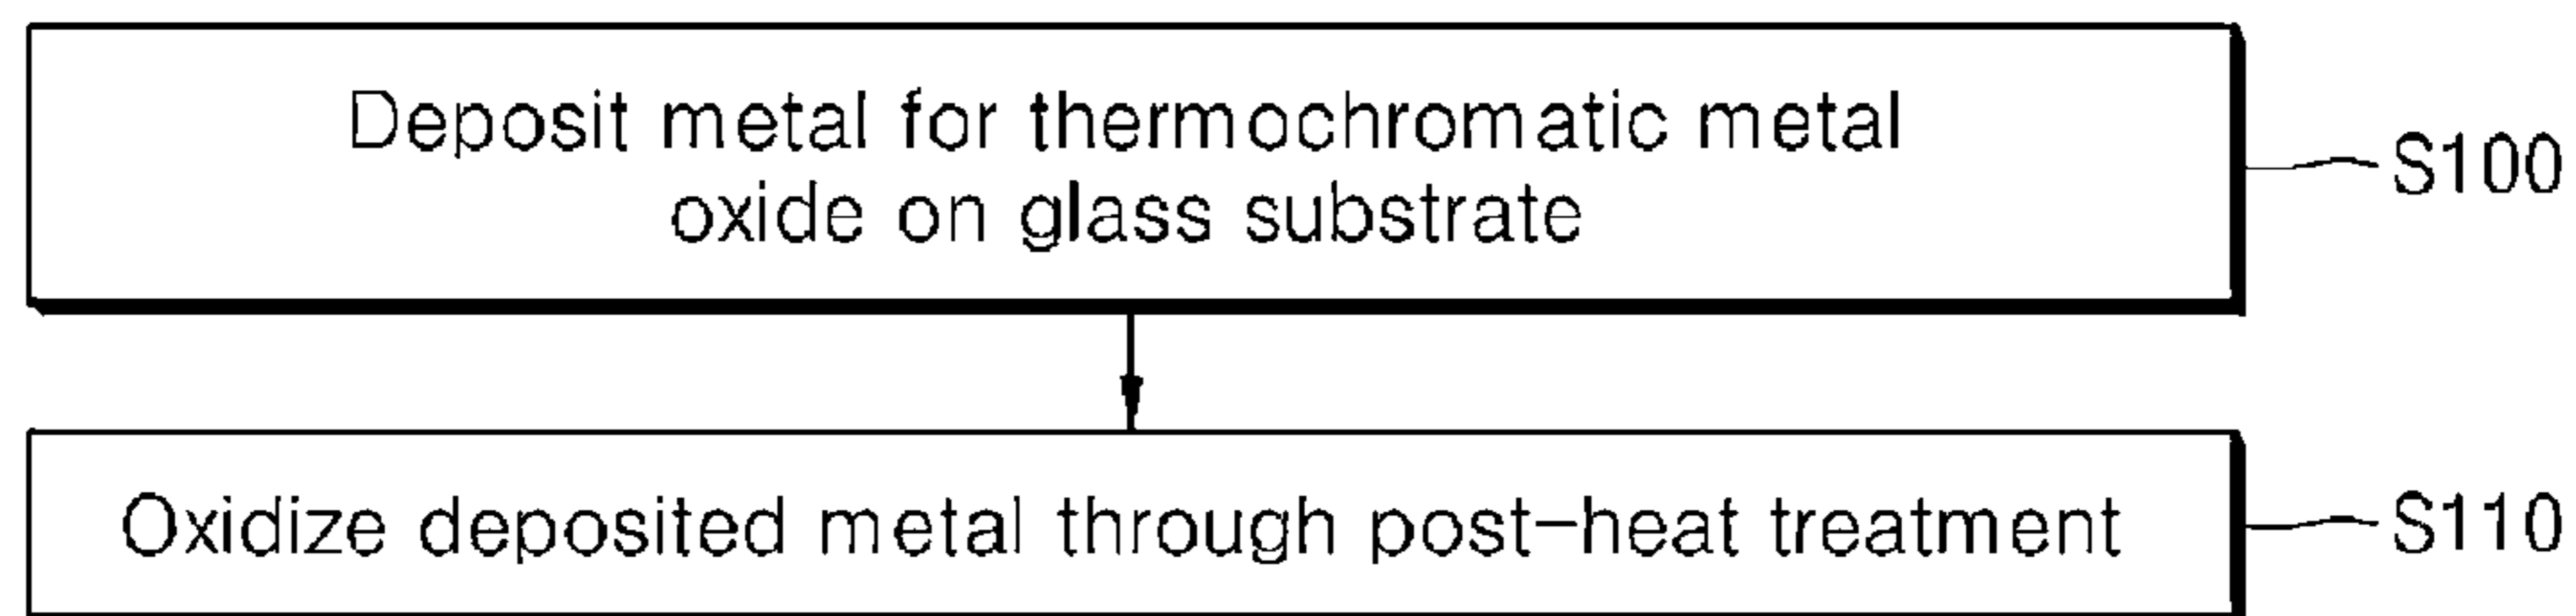 Deposit metal for thermochromatic metal
oxide on glass substrate
S100
Oxidize deposited metal through post-heat treatment
S110